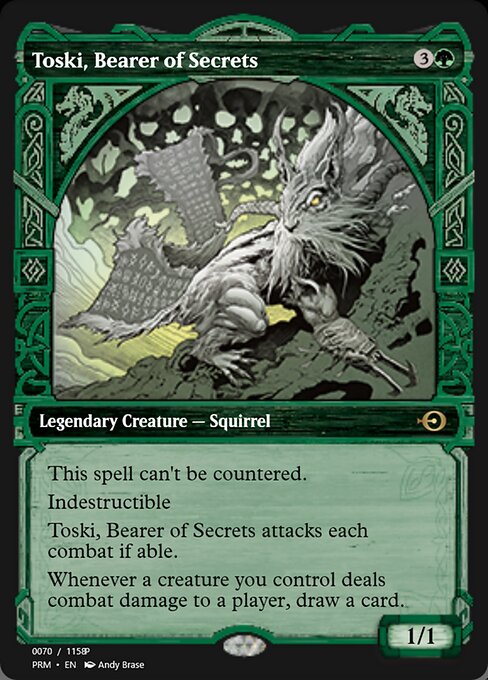 Toski, Bearer of Secrets 3
Legendary Creature — Squirrel
This spell can't be countered.
Indestructible
Toski, Bearer of Secrets attacks each
combat if able.
Whenever a creature you control deals
combat damage to a player, draw a card.
1/1
0070 / 1158P
PRM • EN Andy Brase